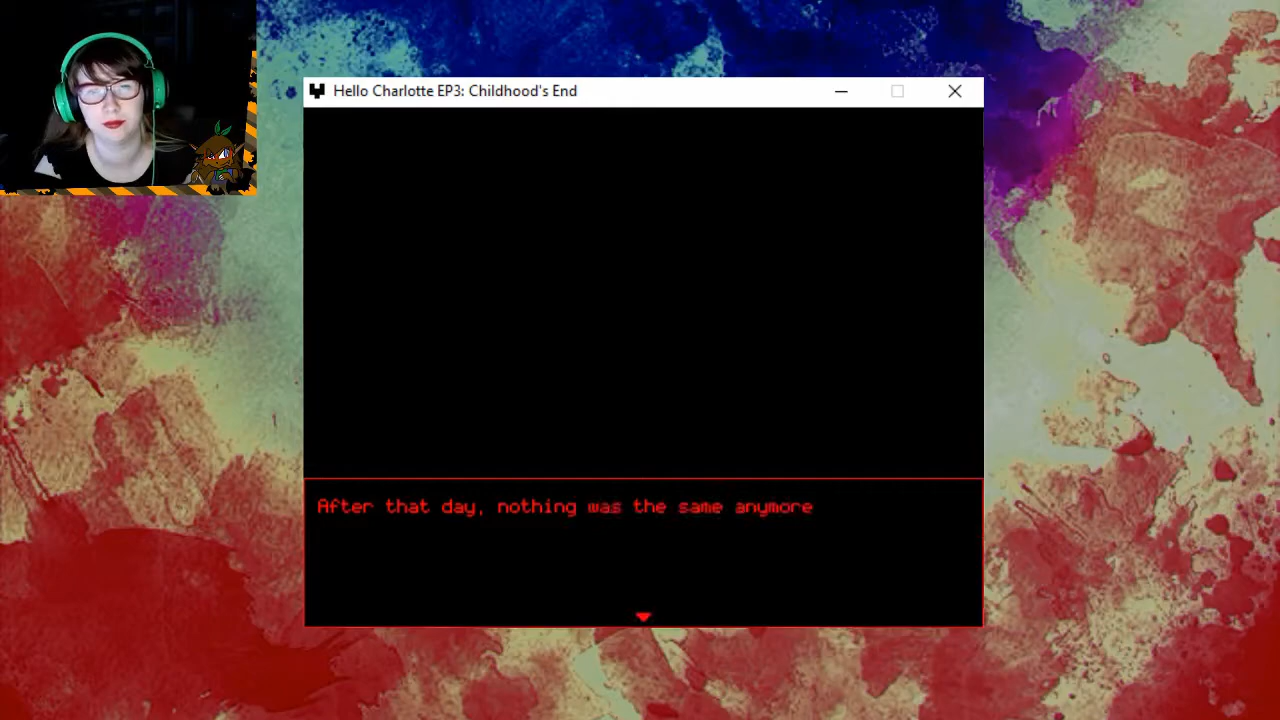 Hello Charlotte EP3: Childhood's End
After that day, nothing was the same anymore